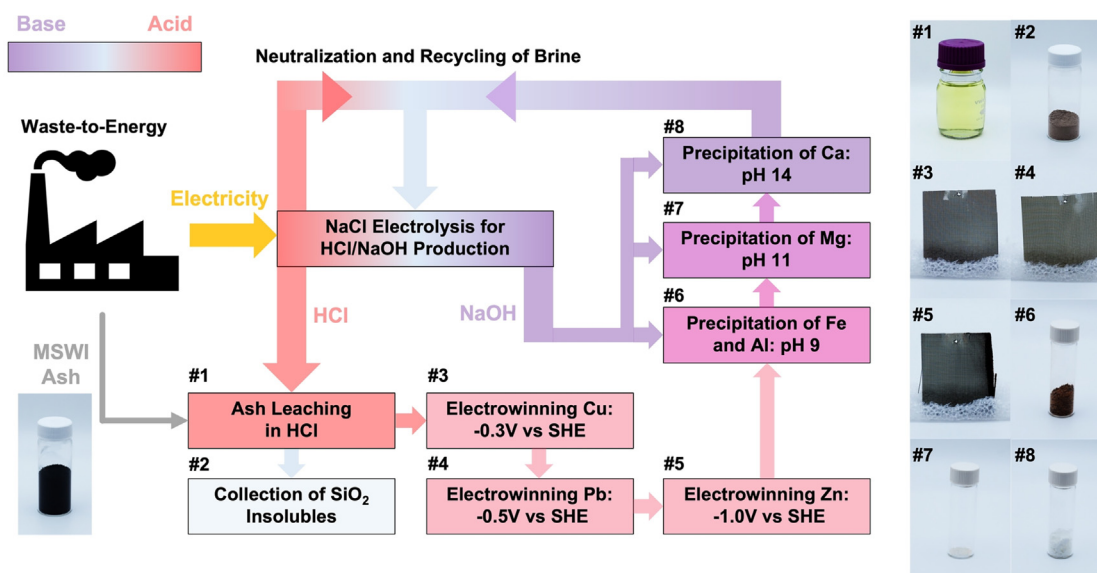 Base
Acid
Neutralization and Recycling of Brine
Waste-to-Energy
Electricity
NaCl Electrolysis for
HCl/NaOH Production
HCl
NaOH
MSWI
Ash
#1
Ash Leaching
in HCl
#2
Collection of SiO₂
Insolubles
#3
Electrowinning Cu:
-0.3V vs SHE
#4
Electrowinning Pb:
-0.5V vs SHE
#5
Electrowinning Zn:
-1.0V vs SHE
#6
Precipitation of Fe
and Al: pH 9
#7
Precipitation of Mg:
pH 11
#8
Precipitation of Ca:
pH 14
#1
#2
#3
#4
#5
#6
#7
#8